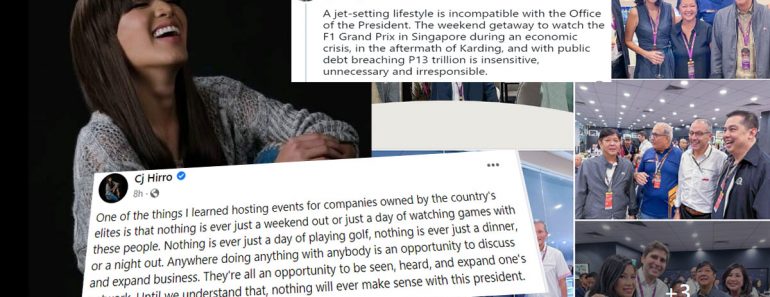 A jet-setting lifestyle is incompatible with the Office
of the President. The weekend getaway to watch the
F1 Grand Prix in Singapore during an economic
crisis, in the aftermath of Karding, and with public
debt breaching P13 trillion is insensitive,
unnecessary and irresponsible.
Cj Hirro
8h
One of the things I learned hosting events for companies owned by the country's
elites is that nothing is ever just a weekend out or just a day of watching games with
these people. Nothing is ever just a day of playing golf, nothing is ever just a dinner,
or a night out. Anywhere doing anything with anybody is an opportunity to discuss
and expand business. They're all an opportunity to be seen, heard, and expand one's
Until we understand that, nothing will ever make sense with this president.
+3